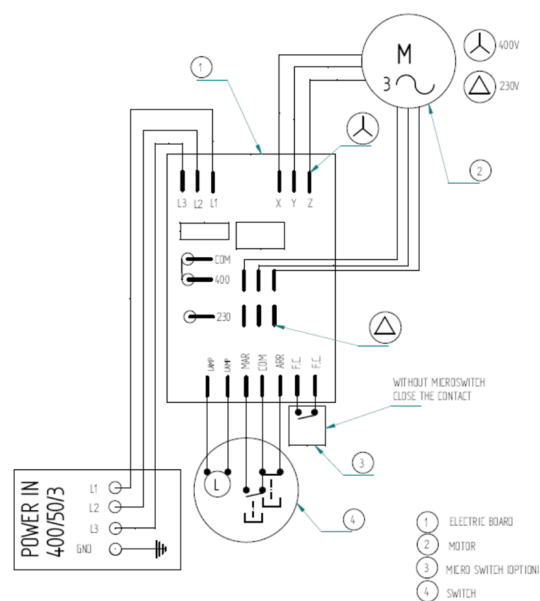 M
3
400V
230V
1
2
L3 L2 L1
X Y Z
COM
400
230
LAMP LAMP MAR COM ARR F.C. F.C.
WITHOUT MICROSWITCH
CLOSE THE CONTACT
L
3
4
POWER IN
400/50/3
L1
L2
L3
GND
1 ELECTRIC BOARD
2 MOTOR
3 MICRO SWITCH (OPTION
4 SWITCH